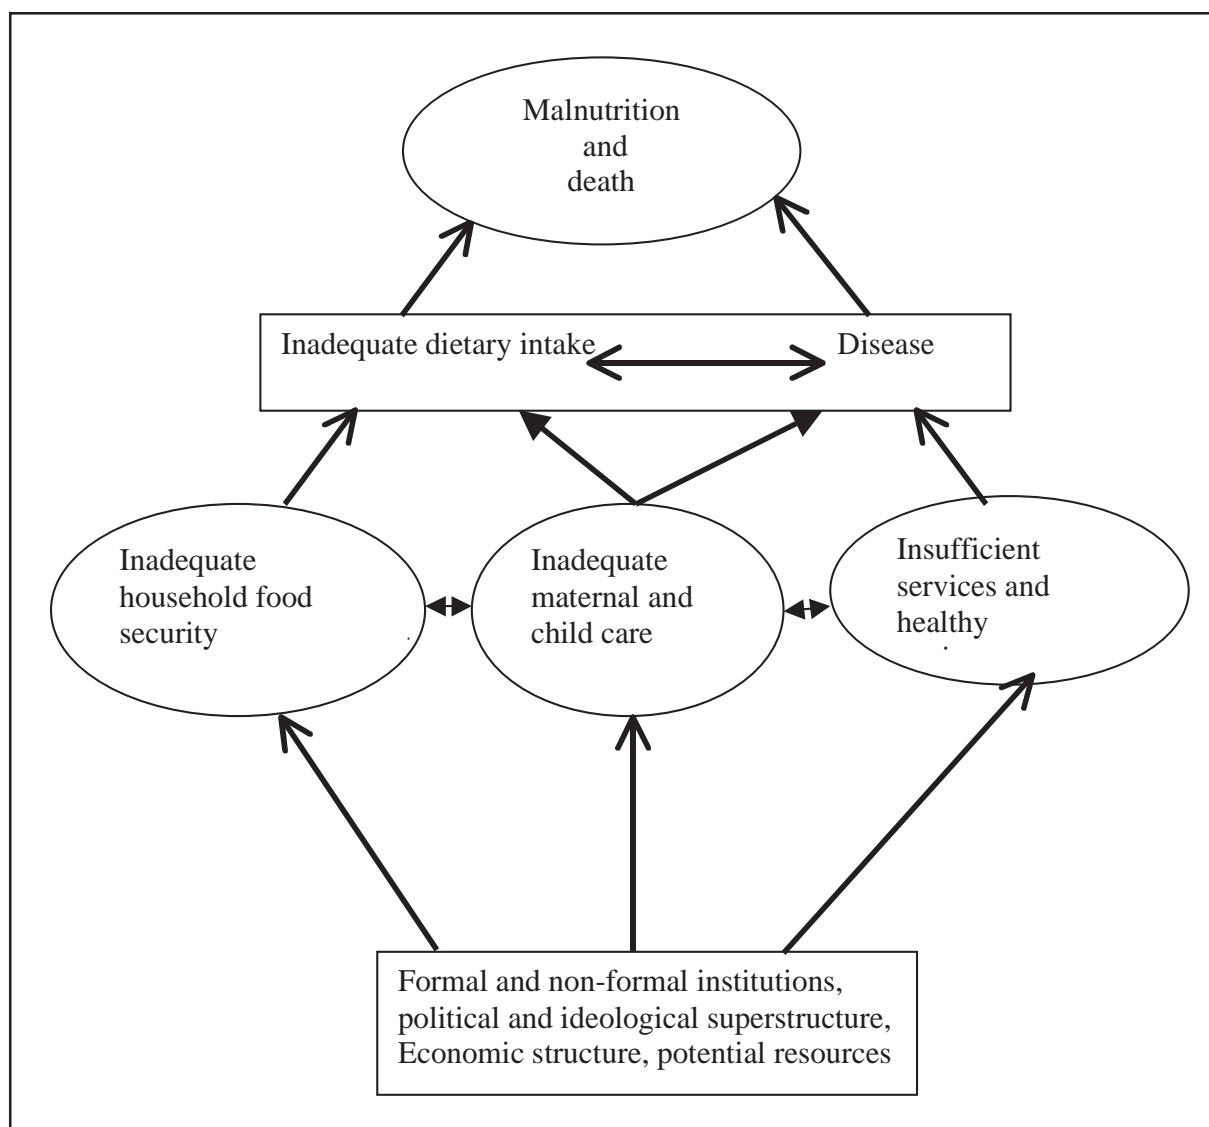 Malnutrition
and
death
Inadequate dietary intake
Disease
Inadequate
household food
security
Inadequate
maternal and
child care
Insufficient
services and
healthy
Formal and non-formal institutions,
political and ideological superstructure,
Economic structure, potential resources